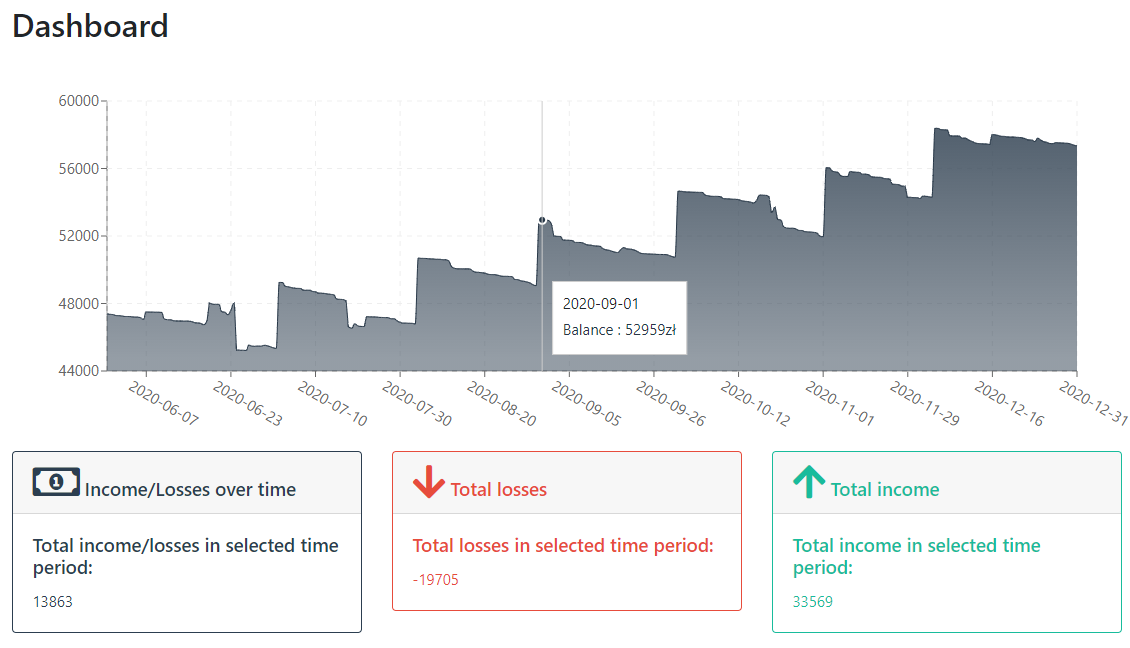 Dashboard
60000
56000
52000
48000
44000
2020-09-01
Balance : 52959zł
2020-06-07
2020-06-23
2020-07-10
2020-07-30
2020-08-20
2020-09-05
2020-09-26
2020-10-12
2020-11-01
2020-11-29
2020-12-16
2020-12-31
1
Income/Losses over time
Total income/losses in selected time
period:
13863
Total losses
Total losses in selected time period:
-19705
Total income
Total income in selected time
period:
33569